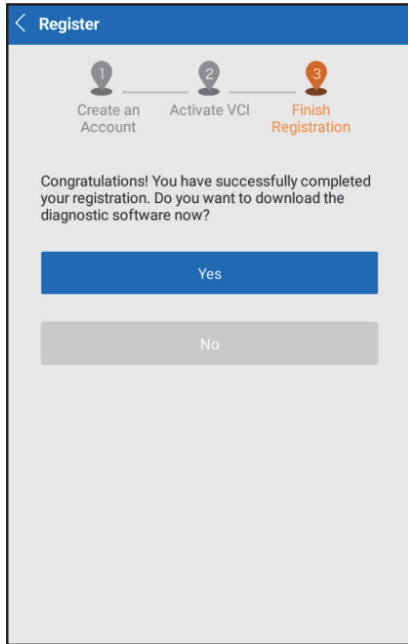 Register
1
2
3
Create an
Account
Activate VCI
Finish
Registration
Congratulations! You have successfully completed
your registration. Do you want to download the
diagnostic software now?
Yes
No